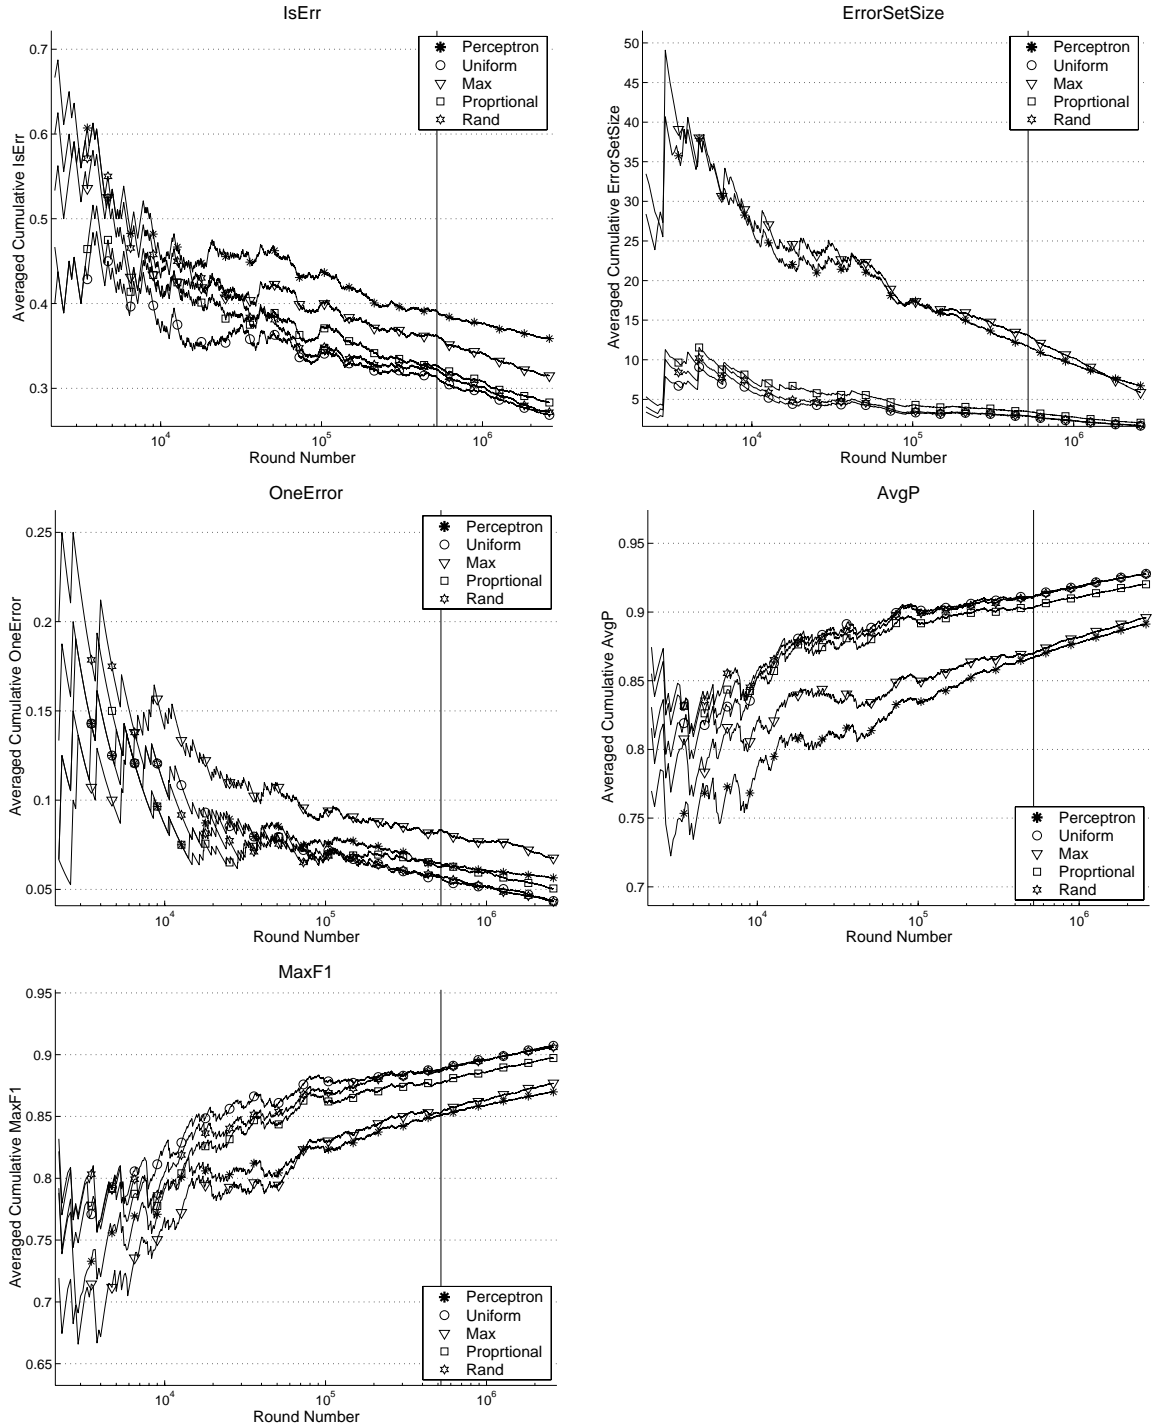 IsErr
0.7
0.6
0.5
0.4
0.3
Averaged Cumulative IsErr
10^4
10^5
10^6
Round Number
Perceptron
Uniform
Max
Proprtional
Rand
ErrorSetSize
50
45
40
35
30
25
20
15
10
5
Averaged Cumulative ErrorSetSize
10^4
10^5
10^6
Round Number
Perceptron
Uniform
Max
Proprtional
Rand
OneError
0.25
0.2
0.15
0.1
0.05
Averaged Cumulative OneError
10^4
10^5
10^6
Round Number
Perceptron
Uniform
Max
Proprtional
Rand
AvgP
0.95
0.9
0.85
0.8
0.75
0.7
Averaged Cumulative AvgP
10^4
10^5
10^6
Round Number
Perceptron
Uniform
Max
Proprtional
Rand
MaxF1
0.95
0.9
0.85
0.8
0.75
0.7
0.65
Averaged Cumulative MaxF1
10^4
10^5
10^6
Round Number
Perceptron
Uniform
Max
Proprtional
Rand